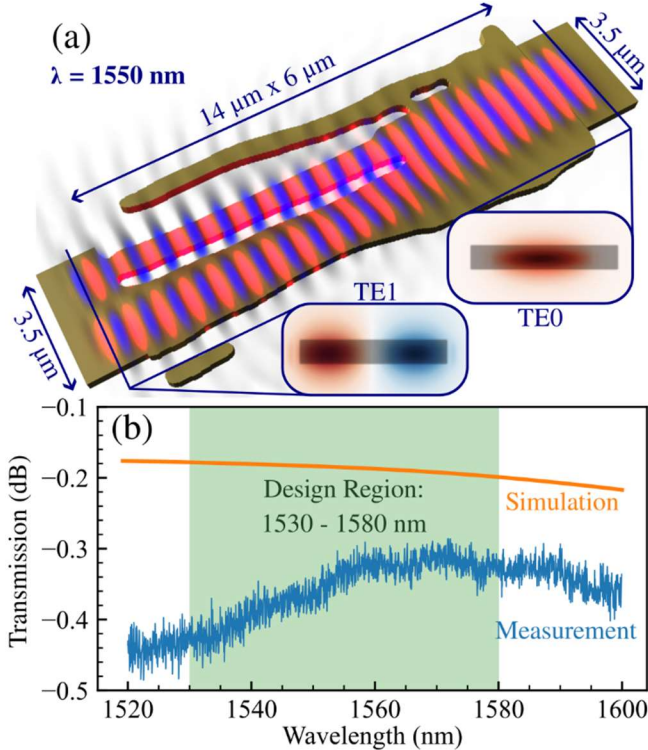 (a)
λ = 1550 nm
14 μm x 6 μm
3.5 μm
3.5 μm
TE1
TE0
(b)
−0.1
−0.2
−0.3
−0.4
−0.5
Transmission (dB)
Design Region:
1530 - 1580 nm
Simulation
Measurement
1520
1540
1560
1580
1600
Wavelength (nm)